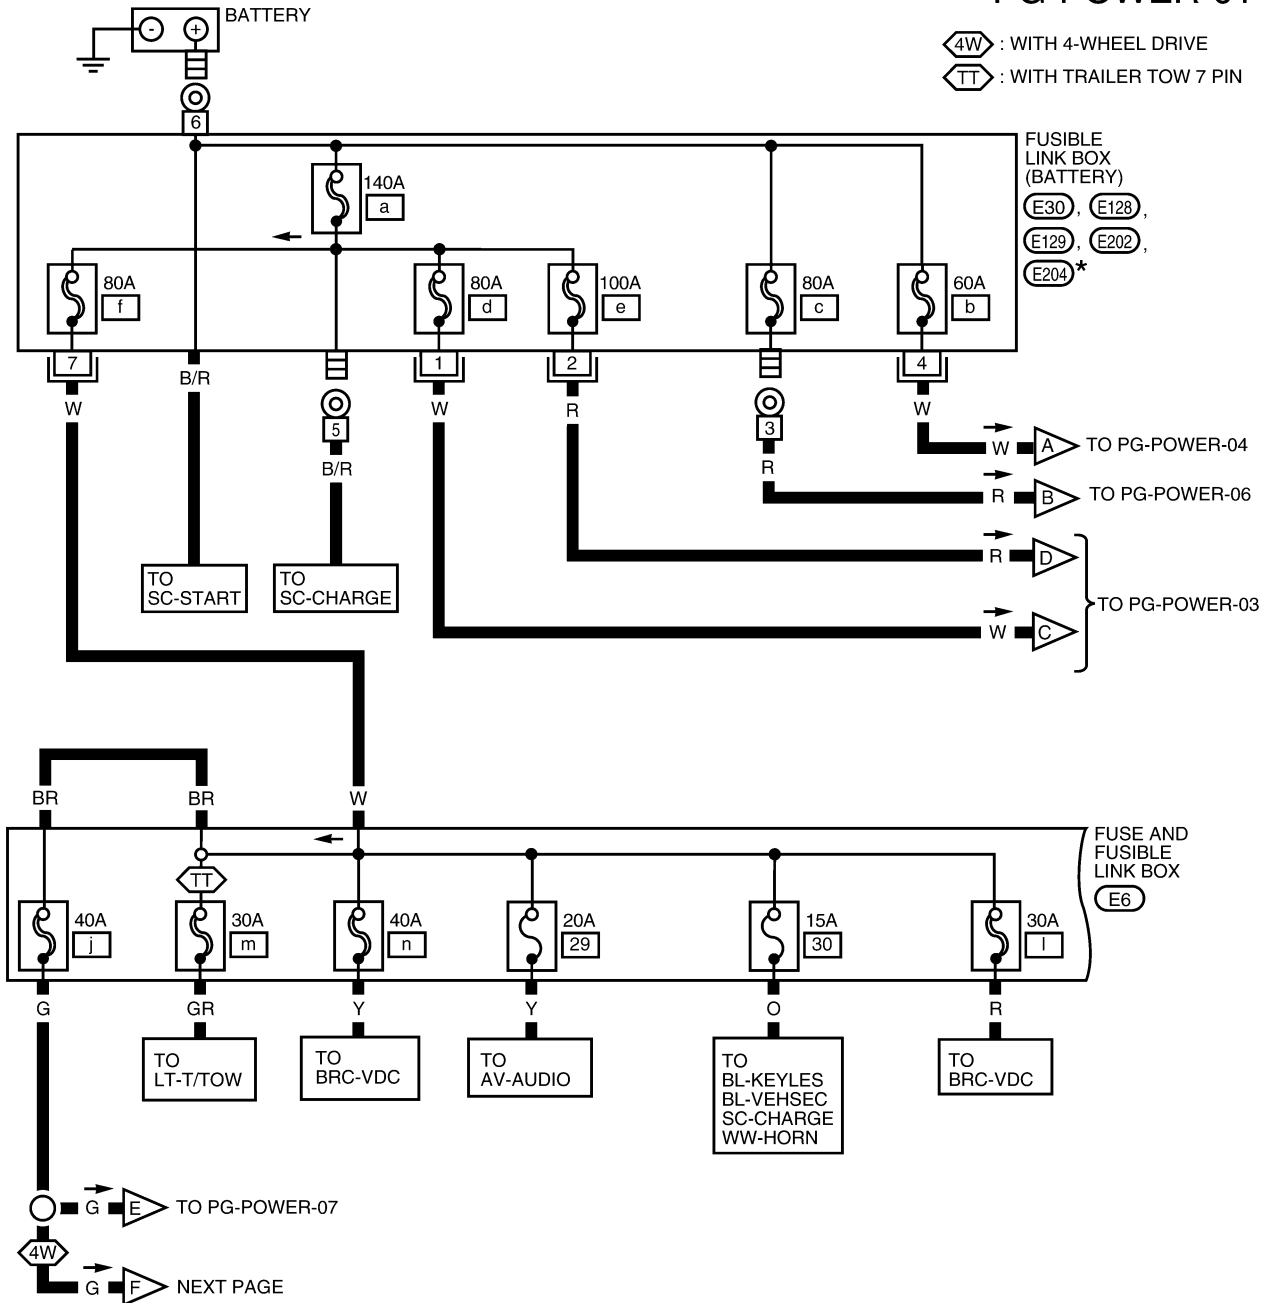 BATTERY
- +
4W : WITH 4-WHEEL DRIVE
TT : WITH TRAILER TOW 7 PIN
6
FUSIBLE
LINK BOX
(BATTERY)
E30 , E128 ,
E129 , E202 ,
E204 *
140A
a
80A
f
80A
d
100A
e
80A
c
60A
b
7
B/R
1
2
4
W
5
B/R
W
R
3
R
W
W A TO PG-POWER-04
R B TO PG-POWER-06
R D
TO PG-POWER-03
W C
TO
SC-START
TO
SC-CHARGE
BR
BR
W
FUSE AND
FUSIBLE
LINK BOX
E6
TT
40A
j
30A
m
40A
n
20A
29
15A
30
30A
l
G
GR
Y
Y
O
R
TO
LT-T/TOW
TO
BRC-VDC
TO
AV-AUDIO
TO
BL-KEYLES
BL-VEHSEC
SC-CHARGE
WW-HORN
TO
BRC-VDC
G E TO PG-POWER-07
4W
G F NEXT PAGE